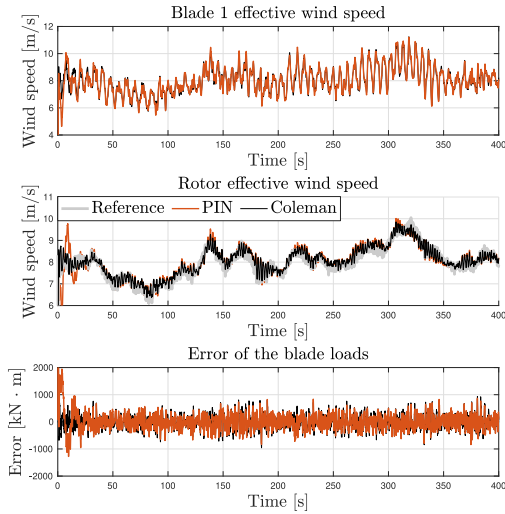 Blade 1 effective wind speed
Wind speed [m/s]
12
10
8
6
4
0 50 100 150 200 250 300 350 400
Time [s]
Rotor effective wind speed
Wind speed [m/s]
11
Reference PIN Coleman
10
9
8
7
6
0 50 100 150 200 250 300 350 400
Time [s]
Error of the blade loads
Error [kN · m]
2000
1000
0
-1000
-2000
0 50 100 150 200 250 300 350 400
Time [s]